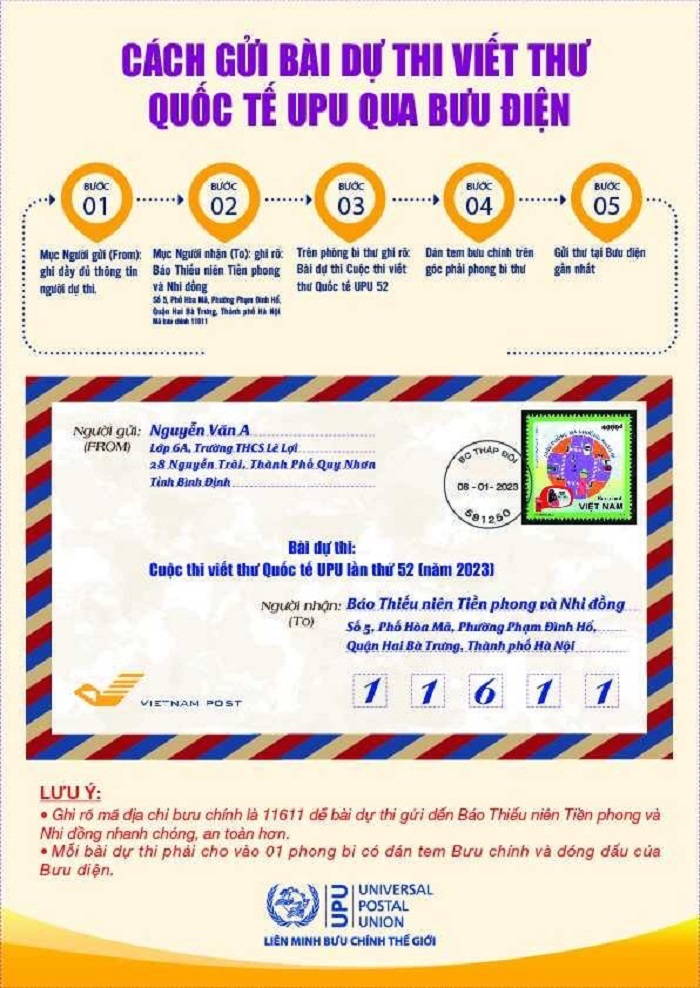 CÁCH GỬI BÀI DỰ THI VIẾT THƯ
QUỐC TẾ UPU QUA BƯU ĐIỆN
BƯỚC
01
BƯỚC
02
BƯỚC
03
BƯỚC
04
BƯỚC
05
Mục Người gửi (From):
ghi đầy đủ thông tin
người dự thi.
Mục Người nhận (To): ghi rõ:
Báo Thiếu niên Tiền phong
và Nhi đồng
Số 5, Phố Hòa Mã, Phường Phạm Đình Hổ,
Quận Hai Bà Trưng, Thành phố Hà Nội
Mã bưu chính 11611
Trên phong bì thư ghi rõ:
Bài dự thi Cuộc thi viết
thư Quốc tế UPU 52
Dán tem bưu chính trên
góc phải phong bì thư
Gửi thư tại Bưu điện
gần nhất
Người gửi: Nguyễn Văn A
(FROM)
Lớp 6A, Trường THCS Lê Lợi
28 Nguyễn Trãi, Thành Phố Quy Nhơn
Tỉnh Bình Định
BC THÁP ĐÔI
08-01-2023
591250
4000đ
VIỆT NAM
Bài dự thi:
Cuộc thi viết thư Quốc tế UPU lần thứ 52 (năm 2023)
Người nhận: Báo Thiếu niên Tiền phong và Nhi đồng
(TO)
Số 5, Phố Hòa Mã, Phường Phạm Đình Hổ,
Quận Hai Bà Trưng, Thành phố Hà Nội
VIETNAM POST
1 1 6 1 1
LƯU Ý:
• Ghi rõ mã địa chỉ bưu chính là 11611 để bài dự thi gửi đến Báo Thiếu niên Tiền phong và
Nhi đồng nhanh chóng, an toàn hơn.
• Mỗi bài dự thi phải cho vào 01 phong bì có dán tem Bưu chính và đóng dấu của
Bưu điện.
UPU
UNIVERSAL
POSTAL
UNION
LIÊN MINH BƯU CHÍNH THẾ GIỚI